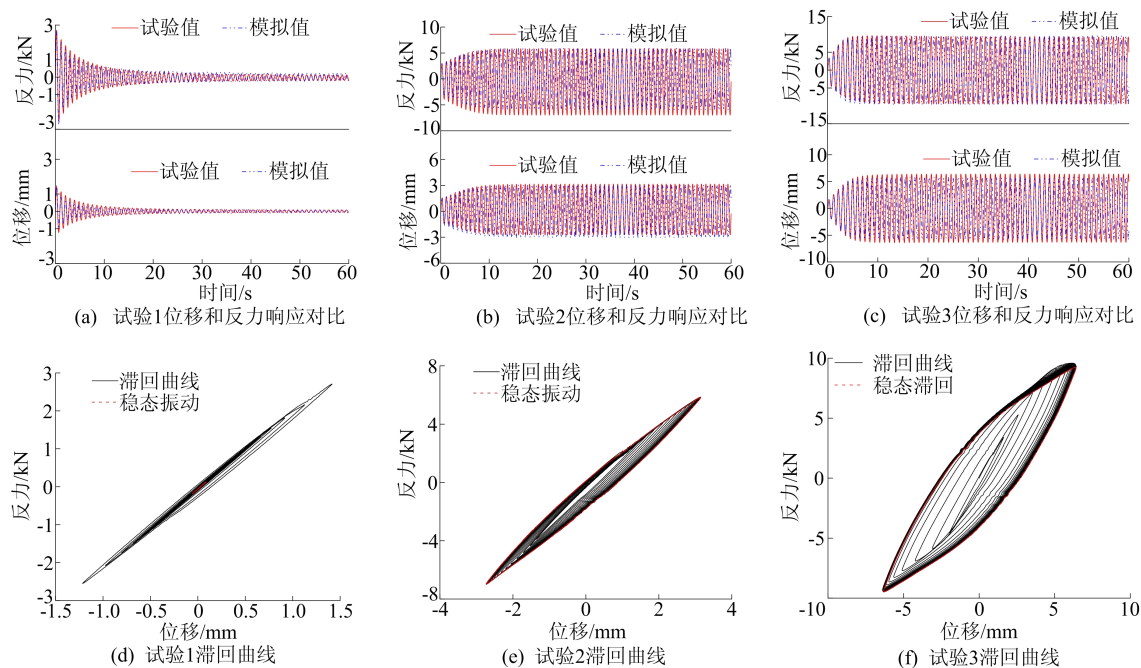 3
2
1
0
-1
-2
-3
反力/kN
试验值 模拟值
3
1
0
-1
3
位移/mm
试验值 模拟值
0 10 20 30 40 50 60
时间/s
(a) 试验1位移和反力响应对比
10
5
0
-5
-10
反力/kN
试验值 模拟值
6
3
0
-3
6
位移/mm
试验值 模拟值
0 10 20 30 40 50 60
时间/s
(b) 试验2位移和反力响应对比
15
10
5
0
-5
-15
反力/kN
试验值 模拟值
10
5
0
-5
-10
位移/mm
试验值 模拟值
0 10 20 30 40 50 60
时间/s
(c) 试验3位移和反力响应对比
3
2
1
0
-1
-2
-3
反力/kN
滞回曲线
稳态振动
-1.5 -1.0 -0.5 0 0.5 1.0 1.5
位移/mm
(d) 试验1滞回曲线
8
4
0
-4
-8
反力/kN
滞回曲线
稳态振动
-4 -2 0 2 4
位移/mm
(e) 试验2滞回曲线
10
5
0
-5
-10
反力/kN
滞回曲线
稳态滞回
-5 0 5 10
位移/mm
(f) 试验3滞回曲线